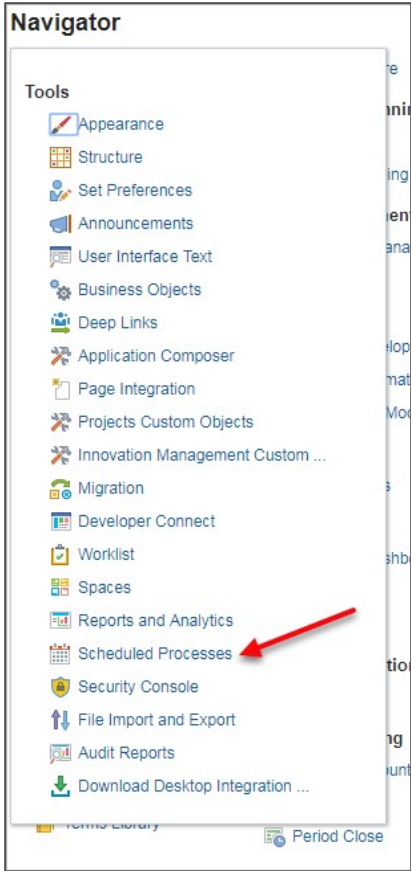 Navigator
Tools
Appearance
Structure
Set Preferences
Announcements
User Interface Text
Business Objects
Deep Links
Application Composer
Page Integration
Projects Custom Objects
Innovation Management Custom ...
Migration
Developer Connect
Worklist
Spaces
Reports and Analytics
Scheduled Processes
Security Console
File Import and Export
Audit Reports
Download Desktop Integration ...
Terms Library
Period Close